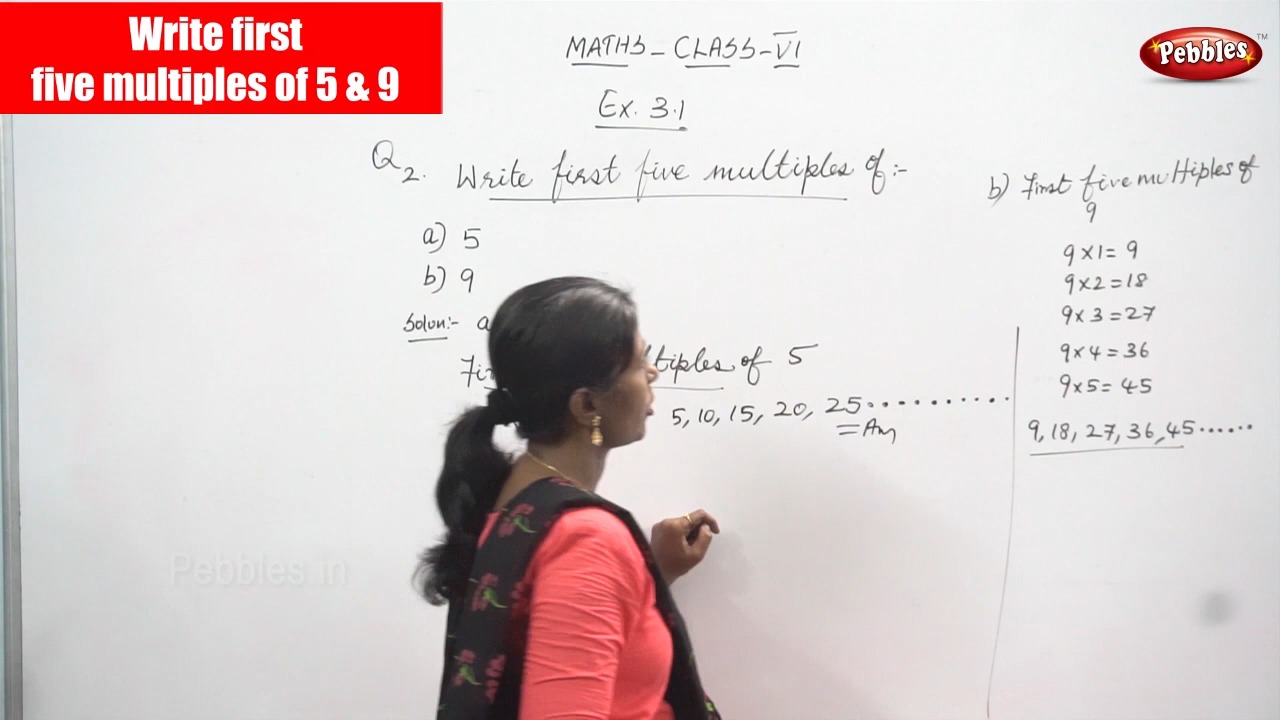 Write first
five multiples of 5 & 9
Pebbles™
MATHS - CLASS - VI
Ex. 3.1
Q2. Write first five multiples of :-
a) 5
b) 9
Soln:- a
tiples of 5
5, 10, 15, 20, 25..........
= Ans
b) First five multiples of
9
9 x 1 = 9
9 x 2 = 18
9 x 3 = 27
9 x 4 = 36
9 x 5 = 45
9, 18, 27, 36, 45......
Pebbles.in